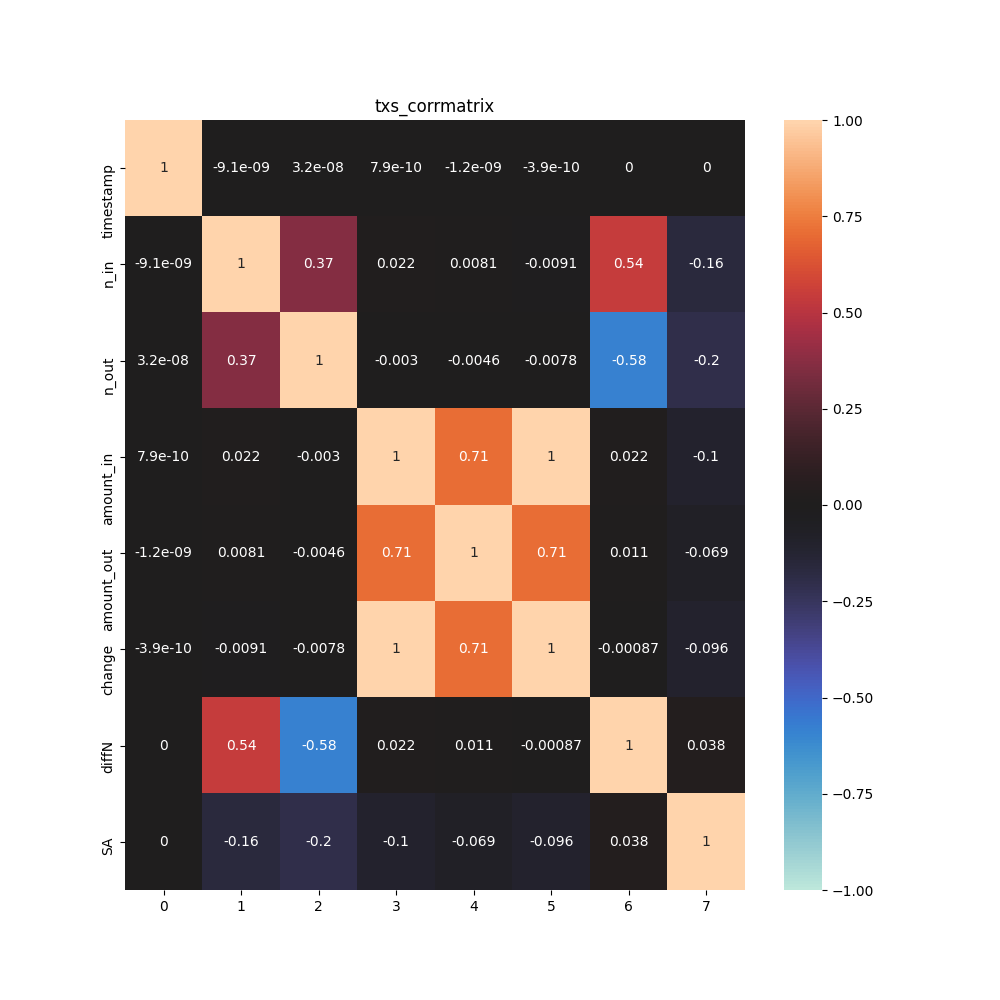 txs_corrmatrix
timestamp 1 -9.1e-09 3.2e-08 7.9e-10 -1.2e-09 -3.9e-10 0 0
n_in -9.1e-09 1 0.37 0.022 0.0081 -0.0091 0.54 -0.16
n_out 3.2e-08 0.37 1 -0.003 -0.0046 -0.0078 -0.58 -0.2
amount_in 7.9e-10 0.022 -0.003 1 0.71 1 0.022 -0.1
amount_out -1.2e-09 0.0081 -0.0046 0.71 1 0.71 0.011 -0.069
change -3.9e-10 -0.0091 -0.0078 1 0.71 1 -0.00087 -0.096
diffN 0 0.54 -0.58 0.022 0.011 -0.00087 1 0.038
SA 0 -0.16 -0.2 -0.1 -0.069 -0.096 0.038 1
0 1 2 3 4 5 6 7
1.00
0.75
0.50
0.25
0.00
−0.25
−0.50
−0.75
−1.00